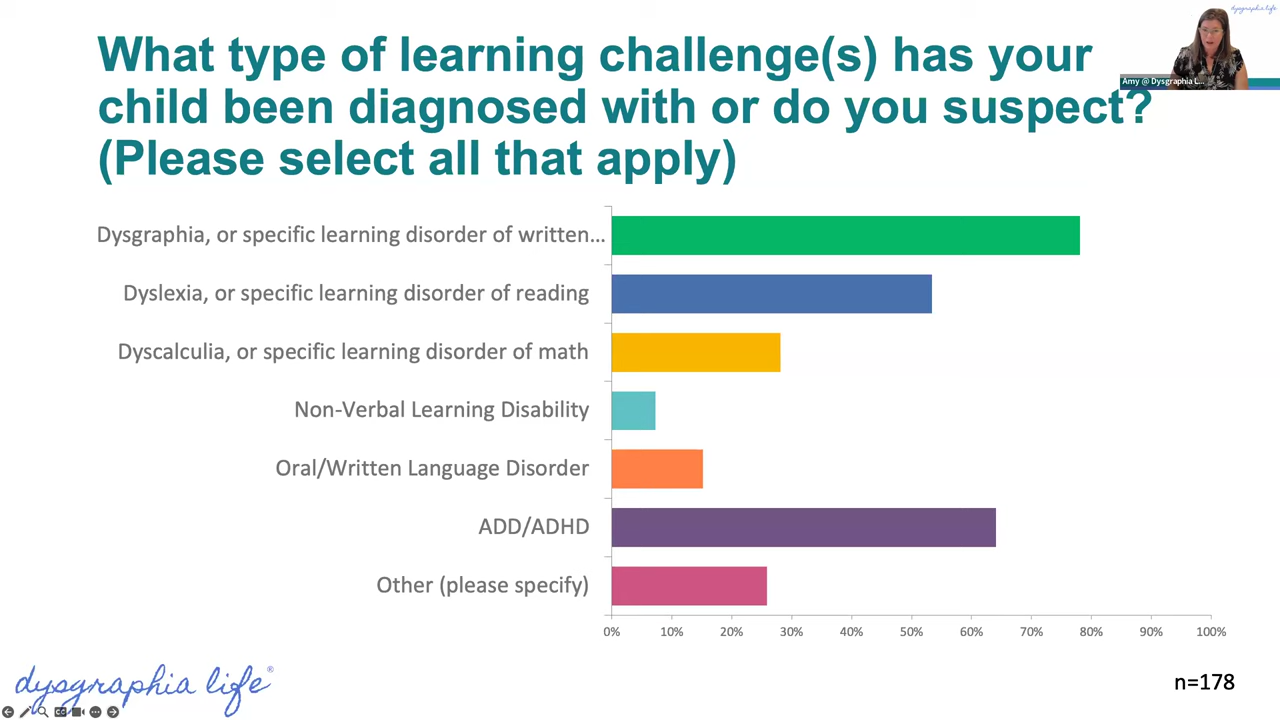 dysgraphia life
What type of learning challenge(s) has your
child been diagnosed with or do you suspect?
(Please select all that apply)
Amy @ Dysgraphia L...
Dysgraphia, or specific learning disorder of written...
Dyslexia, or specific learning disorder of reading
Dyscalculia, or specific learning disorder of math
Non-Verbal Learning Disability
Oral/Written Language Disorder
ADD/ADHD
Other (please specify)
0% 10% 20% 30% 40% 50% 60% 70% 80% 90% 100%
dysgraphia life®
n=178